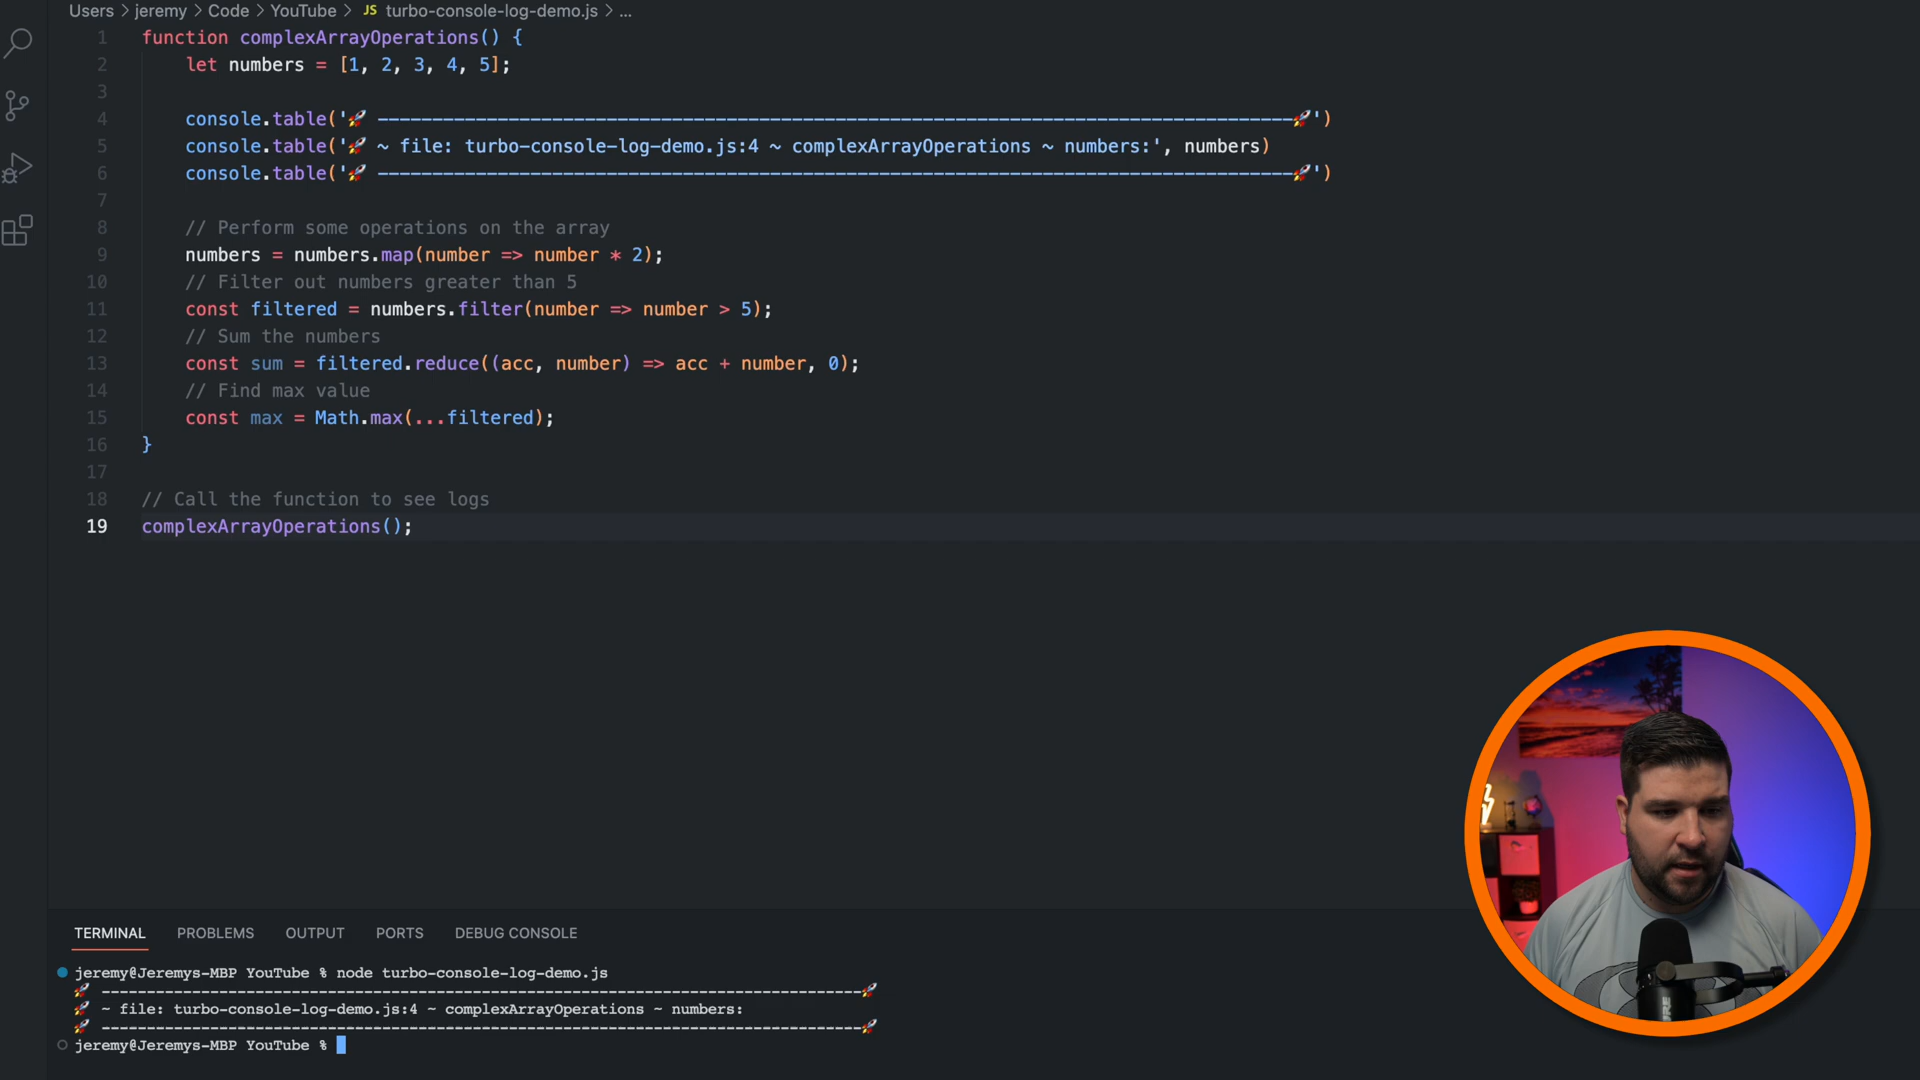 Users > jeremy > Code > YouTube > JS turbo-console-log-demo.js > ...
1 function complexArrayOperations() {
2 let numbers = [1, 2, 3, 4, 5];
3
4 console.table('🚀 ------------------------------------------------------------------------------------🚀')
5 console.table('🚀 ~ file: turbo-console-log-demo.js:4 ~ complexArrayOperations ~ numbers:', numbers)
6 console.table('🚀 ------------------------------------------------------------------------------------🚀')
7
8 // Perform some operations on the array
9 numbers = numbers.map(number => number * 2);
10 // Filter out numbers greater than 5
11 const filtered = numbers.filter(number => number > 5);
12 // Sum the numbers
13 const sum = filtered.reduce((acc, number) => acc + number, 0);
14 // Find max value
15 const max = Math.max(...filtered);
16 }
17
18 // Call the function to see logs
19 complexArrayOperations();
TERMINAL PROBLEMS OUTPUT PORTS DEBUG CONSOLE
jeremy@Jeremys-MBP YouTube % node turbo-console-log-demo.js
🚀 ------------------------------------------------------------------------------------🚀
🚀 ~ file: turbo-console-log-demo.js:4 ~ complexArrayOperations ~ numbers:
🚀 ------------------------------------------------------------------------------------🚀
jeremy@Jeremys-MBP YouTube %